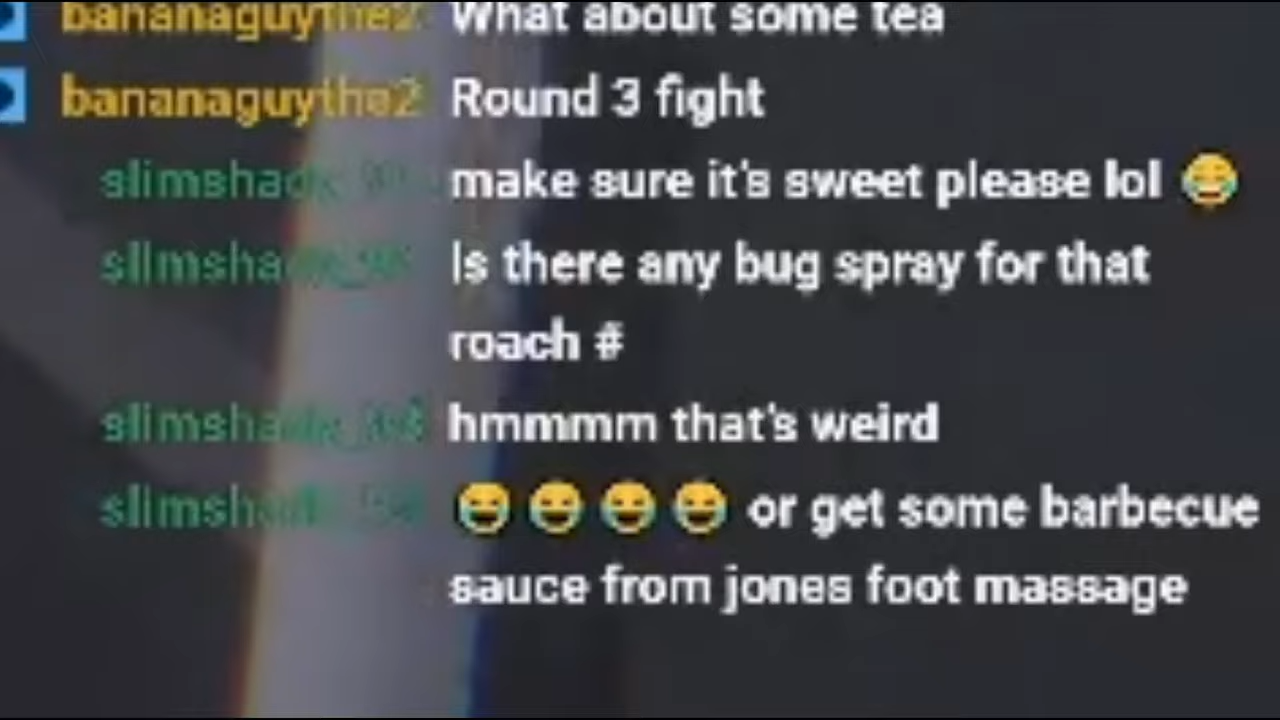 bananaguythe2 What about some tea
bananaguythe2 Round 3 fight
make sure it's sweet please lol 😂
Is there any bug spray for that
roach #
hmmmm that's weird
😂 😂 😂 😂 or get some barbecue
sauce from jones foot massage